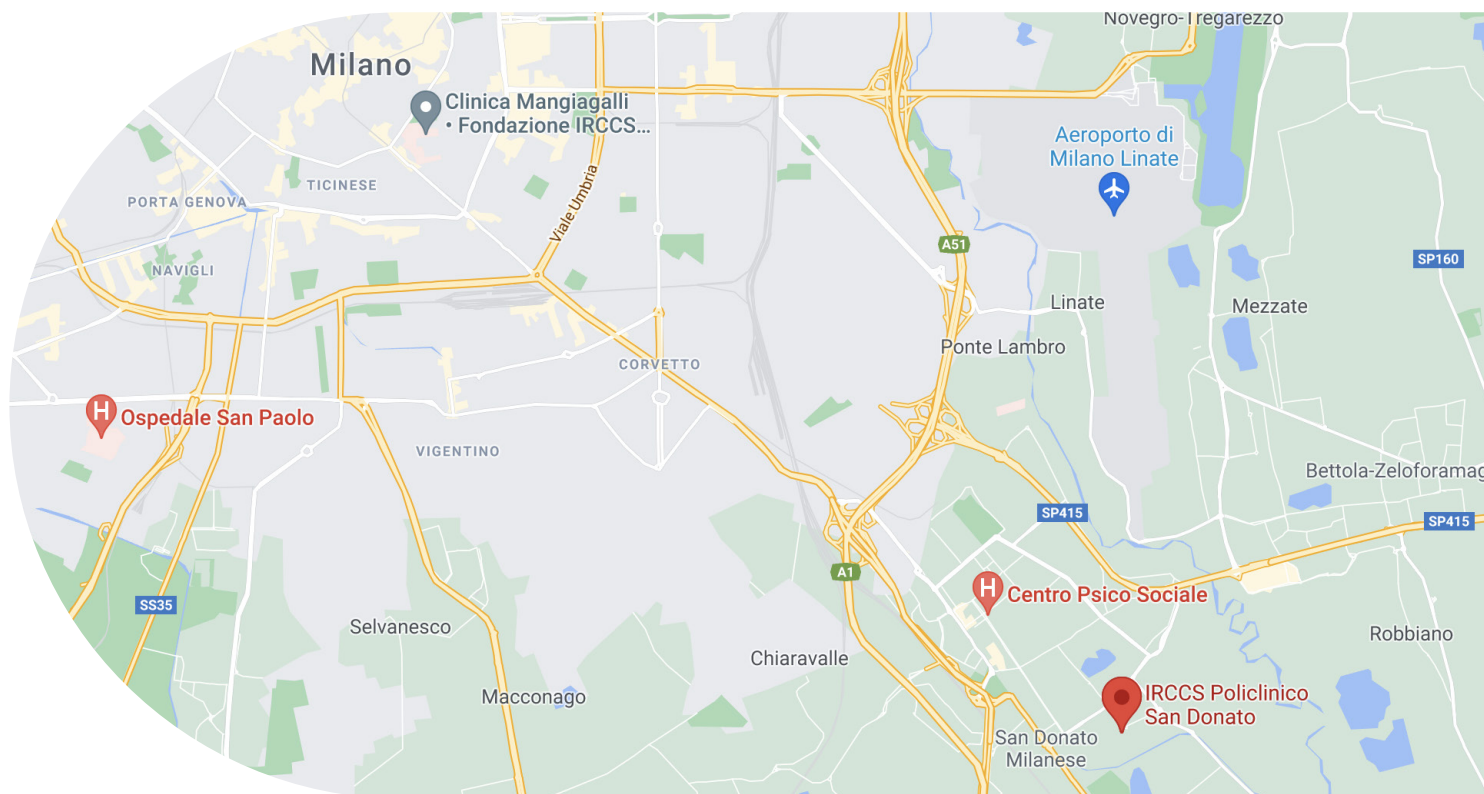 Novegro-Tregarezzo
Milano
Clinica Mangiagalli
• Fondazione IRCCS...
Aeroporto di
Milano Linate
TICINESE
PORTA GENOVA
Viale Umbria
A51
SP160
NAVIGLI
Linate
Mezzate
Ponte Lambro
CORVETTO
H
Ospedale San Paolo
VIGENTINO
Bettola-Zeloforamag
SP415
SP415
A1
H
Centro Psico Sociale
SS35
Selvanesco
Robbiano
Chiaravalle
Macconago
IRCCS Policlinico
San Donato
San Donato
Milanese